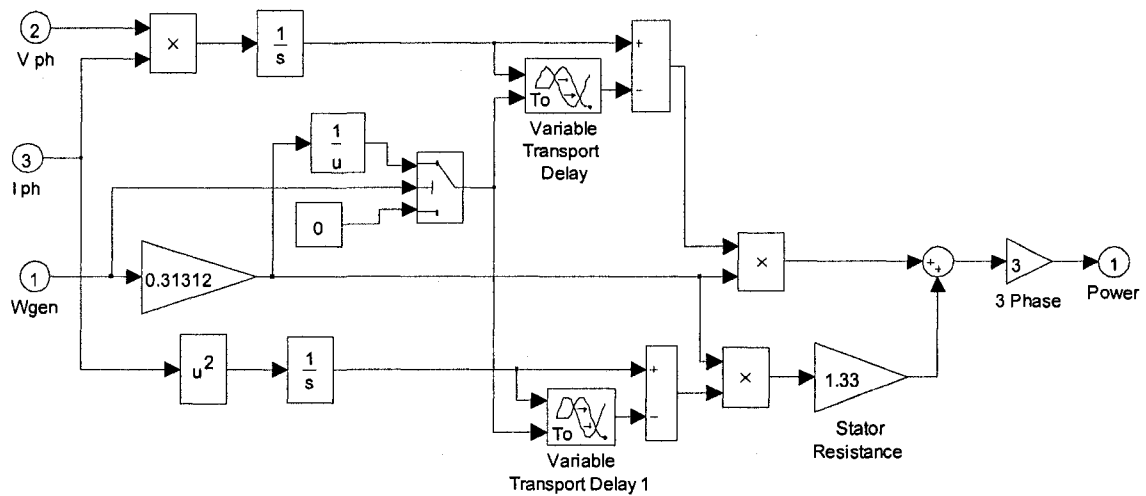 2
V ph
×
1
s
+
−
To
Variable
Transport
Delay
3
I ph
1
u
0
1
Wgen
0.31312
×
+
+
3
3 Phase
1
Power
u²
1
s
+
−
To
Variable
Transport Delay 1
×
1.33
Stator
Resistance